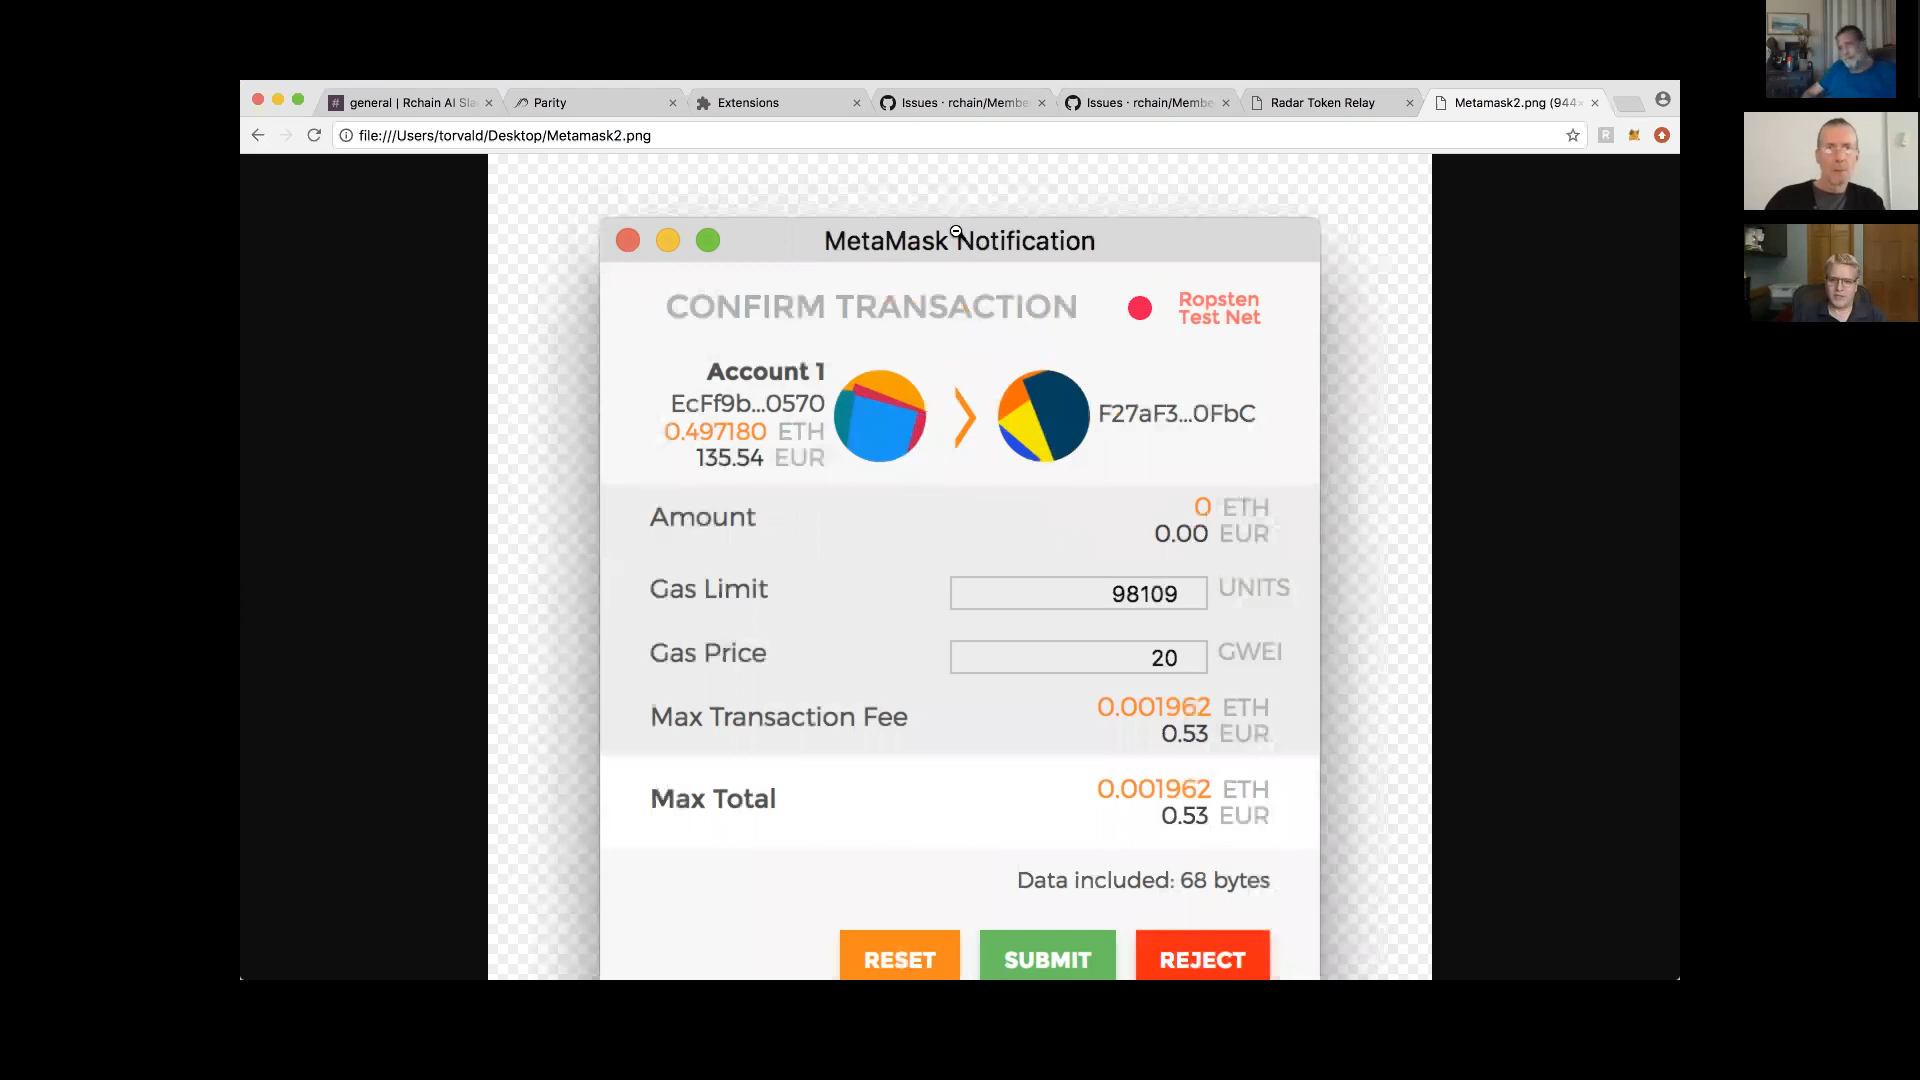 general | Rchain AI Sla
Parity
Extensions
Issues · rchain/Membe
Issues · rchain/Membe
Radar Token Relay
Metamask2.png (944×
file:///Users/torvald/Desktop/Metamask2.png
MetaMask Notification
CONFIRM TRANSACTION
Ropsten
Test Net
Account 1
EcFf9b...0570
0.497180 ETH
135.54 EUR
F27aF3...0FbC
Amount
0 ETH
0.00 EUR
Gas Limit
98109 UNITS
Gas Price
20 GWEI
Max Transaction Fee
0.001962 ETH
0.53 EUR
Max Total
0.001962 ETH
0.53 EUR
Data included: 68 bytes
RESET SUBMIT REJECT